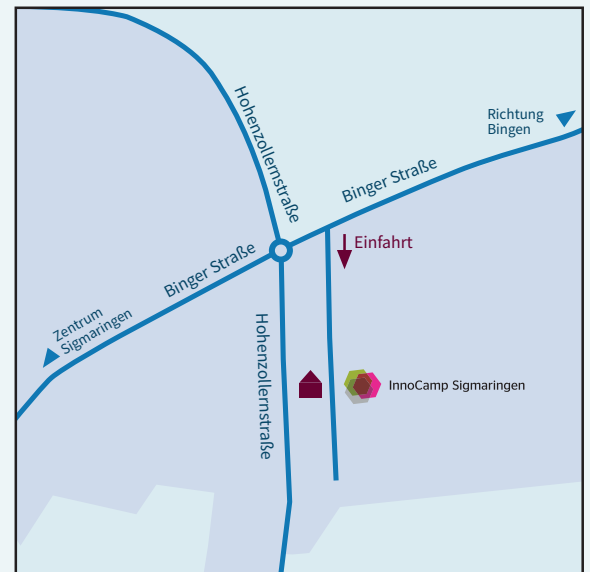 Hohenzollernstraße
Richtung
Bingen
Binger Straße
Einfahrt
Binger Straße
Zentrum
Sigmaringen
Hohenzollernstraße
InnoCamp Sigmaringen